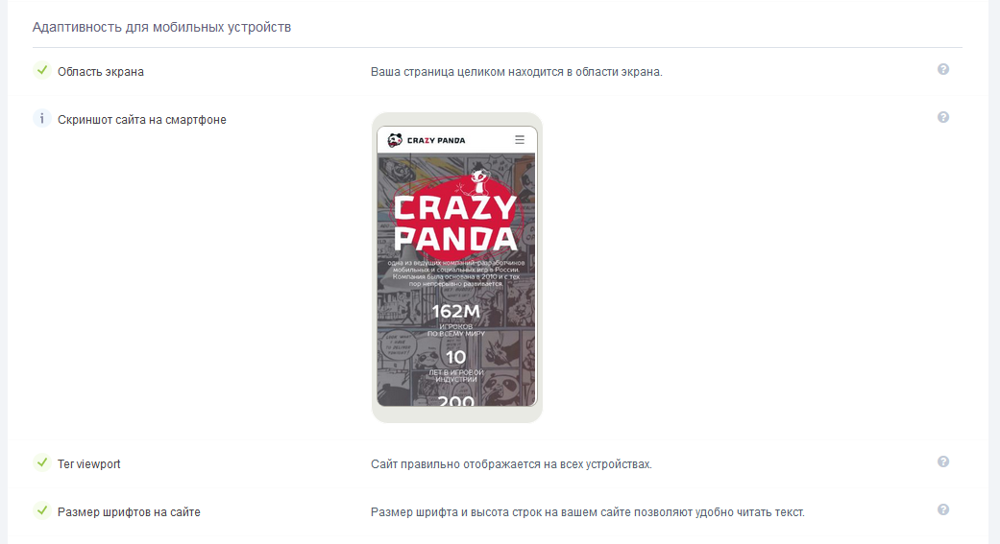 Адаптивность для мобильных устройств
Область экрана
Ваша страница целиком находится в области экрана.
?
i
Скриншот сайта на смартфоне
?
CRAZY PANDA
CRAZY
PANDA
одна из ведущих компаний-разработчиков
мобильных и социальных игр в России.
Компания была основана в 2010 и с тех
пор непрерывно развивается.
162M
ИГРОКОВ
ПО ВСЕМУ МИРУ
10
ЛЕТ В ИГРОВОЙ
ИНДУСТРИИ
200
Тег viewport
Сайт правильно отображается на всех устройствах.
?
Размер шрифтов на сайте
Размер шрифта и высота строк на вашем сайте позволяют удобно читать текст.
?